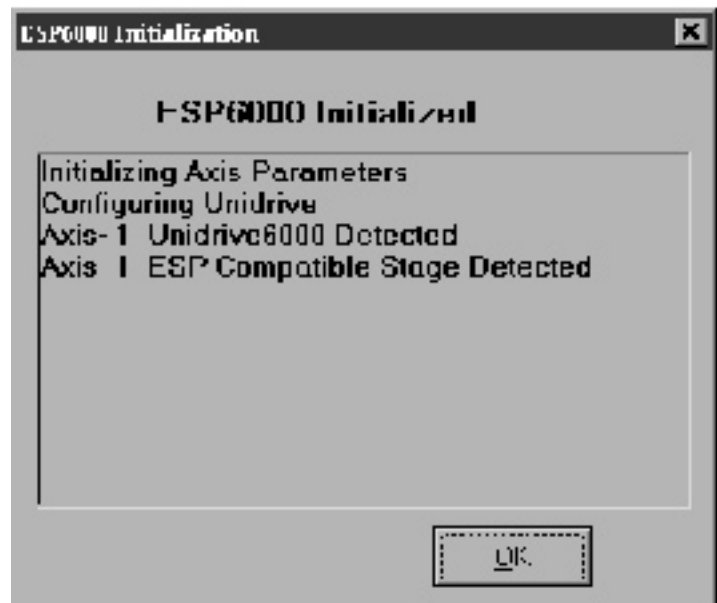 ESP6000 Initialization
ESP6000 Initialized
Initializing Axis Parameters
Configuring Unidrive
Axis- 1 Unidrive6000 Detected
Axis 1 ESP Compatible Stage Detected
OK